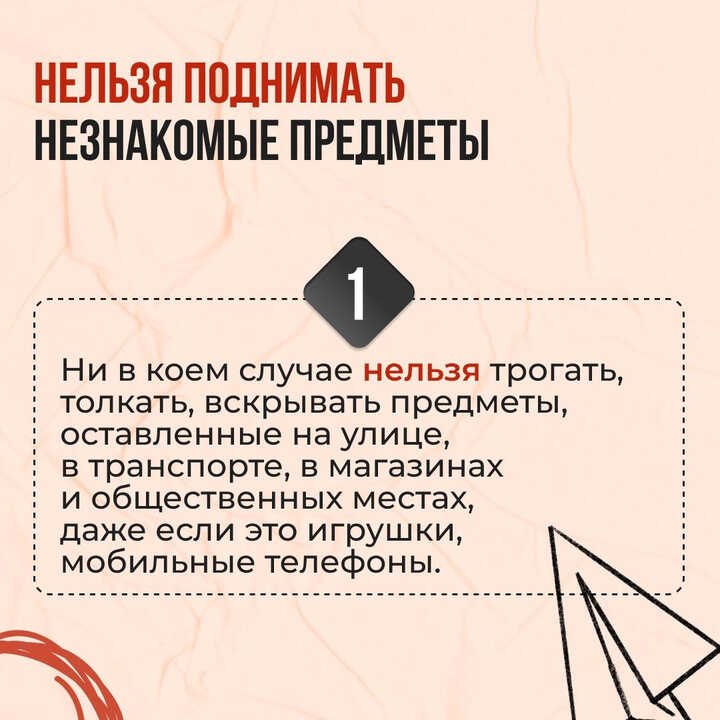 НЕЛЬЗЯ ПОДНИМАТЬ
НЕЗНАКОМЫЕ ПРЕДМЕТЫ
1
Ни в коем случае нельзя трогать,
толкать, вскрывать предметы,
оставленные на улице,
в транспорте, в магазинах
и общественных местах,
даже если это игрушки,
мобильные телефоны.